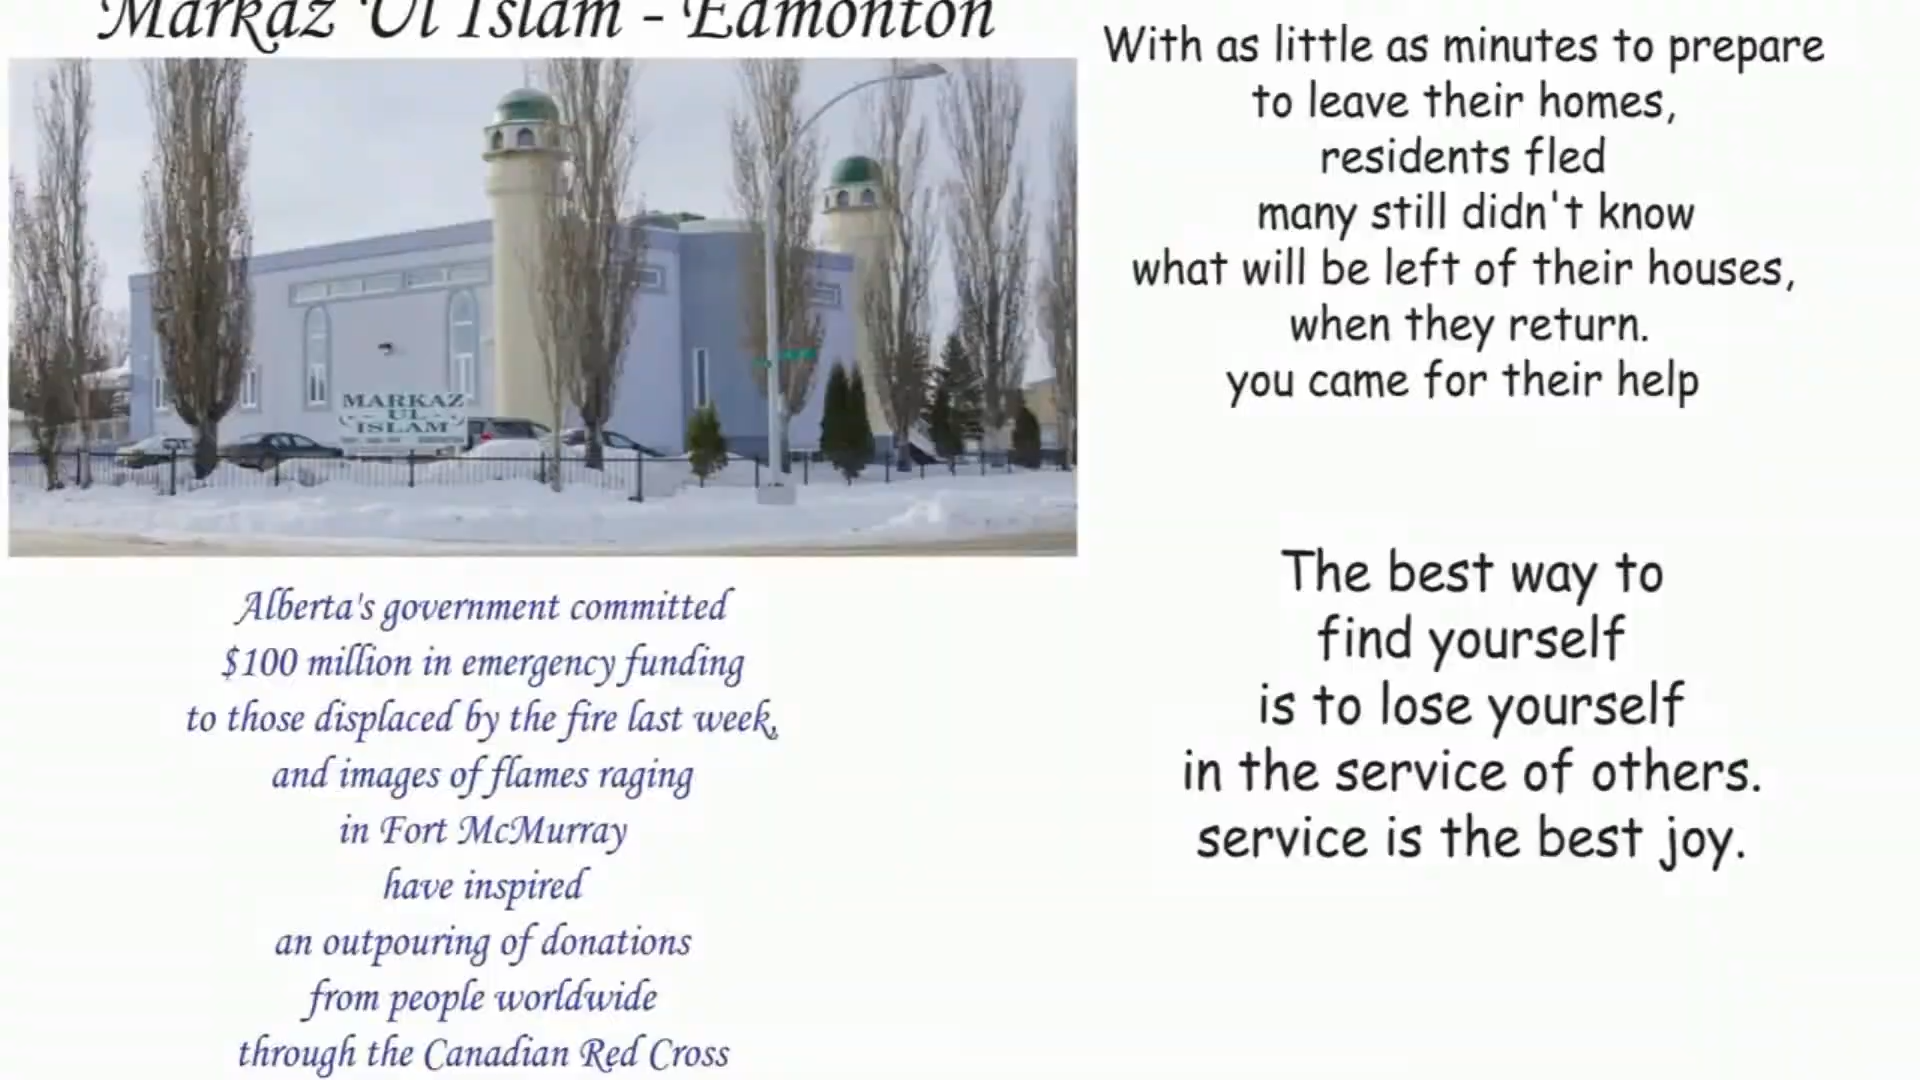 Markaz Ul Islam - Edmonton
MARKAZ
UL
ISLAM
Alberta's government committed
$100 million in emergency funding
to those displaced by the fire last week,
and images of flames raging
in Fort McMurray
have inspired
an outpouring of donations
from people worldwide
through the Canadian Red Cross
With as little as minutes to prepare
to leave their homes,
residents fled
many still didn't know
what will be left of their houses,
when they return.
you came for their help
The best way to
find yourself
is to lose yourself
in the service of others.
service is the best joy.